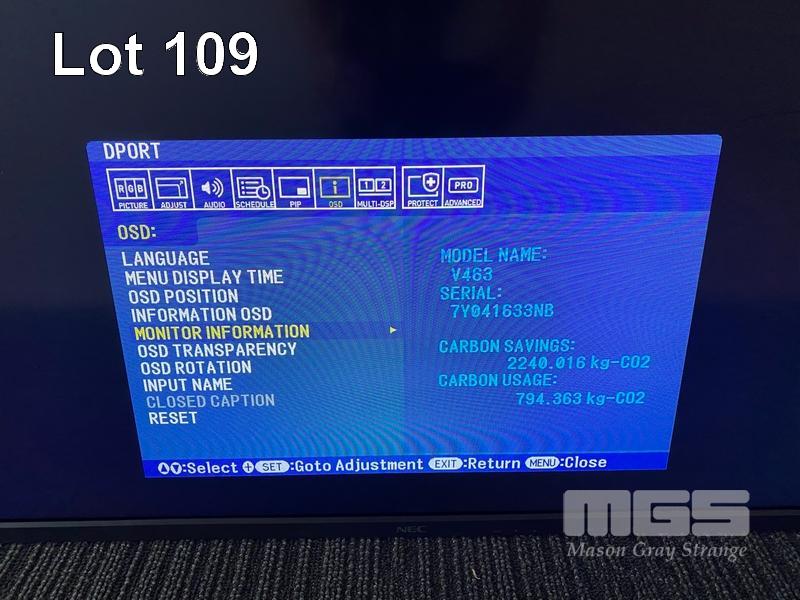 Lot 109
DPORT
RGB
1 2
PRO
PICTURE ADJUST AUDIO SCHEDULE PIP OSD MULTI-DSP PROTECT ADVANCED
OSD:
LANGUAGE
MENU DISPLAY TIME
OSD POSITION
INFORMATION OSD
MONITOR INFORMATION
OSD TRANSPARENCY
OSD ROTATION
INPUT NAME
CLOSED CAPTION
RESET
MODEL NAME:
V463
SERIAL:
7Y041633NB
CARBON SAVINGS:
2240.016 kg-CO2
CARBON USAGE:
794.363 kg-CO2
:Select SET :Goto Adjustment EXIT :Return MENU :Close
NEC
MGS
Mason Gray Strange